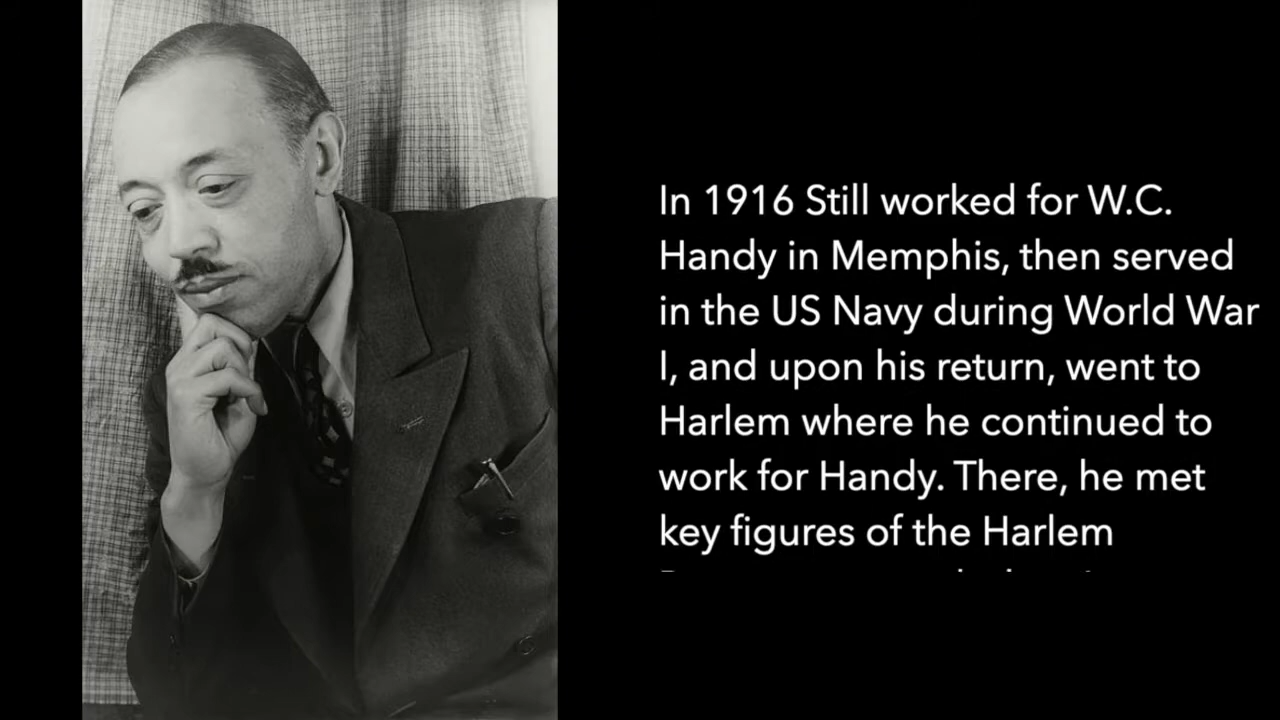 In 1916 Still worked for W.C.
Handy in Memphis, then served
in the US Navy during World War
I, and upon his return, went to
Harlem where he continued to
work for Handy. There, he met
key figures of the Harlem